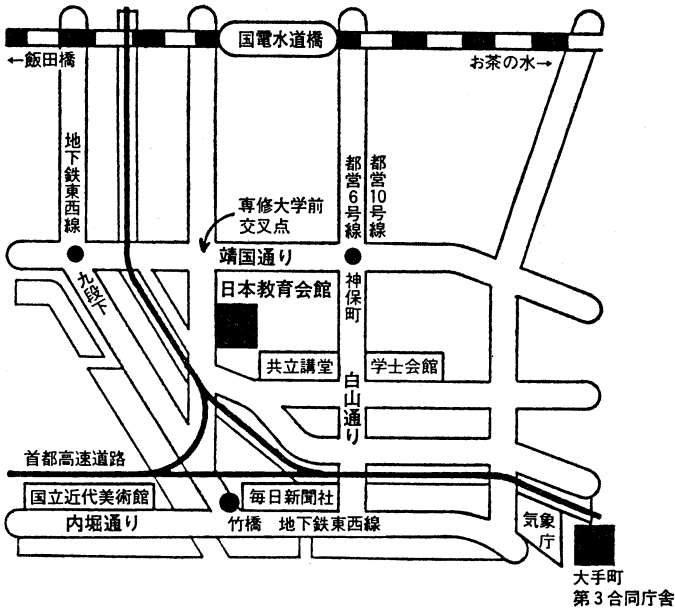 国電水道橋
←飯田橋
お茶の水→
地下鉄東西線
都営6号線
都営10号線
専修大学前
交叉点
靖国通り
九段下
神保町
日本教育会館
共立講堂
学士会館
白山通り
首都高速道路
国立近代美術館
毎日新聞社
気象庁
内堀通り
竹橋 地下鉄東西線
大手町
第3合同庁舎